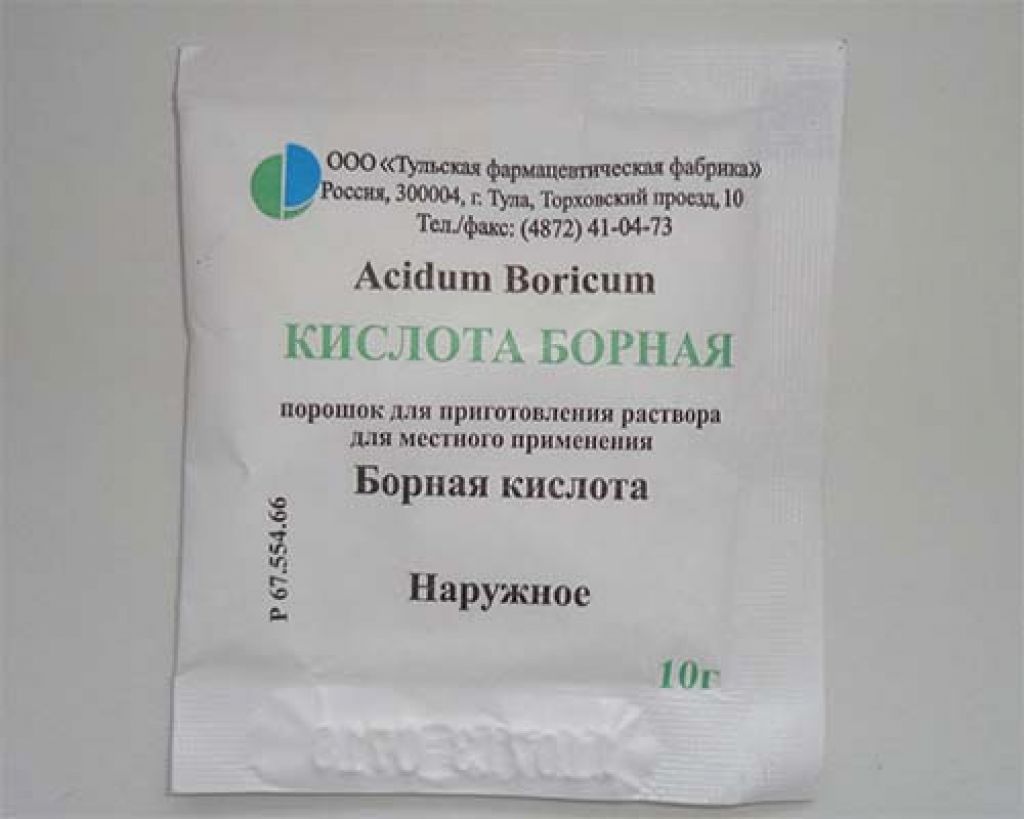 ООО «Тульская фармацевтическая фабрика»
Россия, 300004, г. Тула, Торховский проезд, 10
Тел./факс: (4872) 41-04-73
Acidum Boricum
КИСЛОТА БОРНАЯ
порошок для приготовления раствора
для местного применения
Борная кислота
Р 67.554.66
Наружное
10г